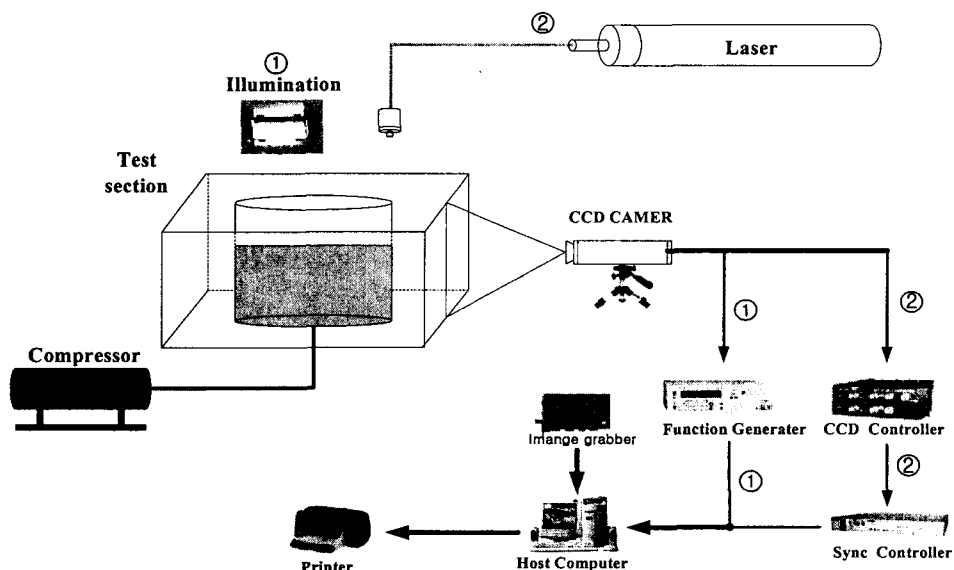 ②
Laser
①
Illumination
Test
section
CCD CAMER
①
②
Compressor
Imange grabber
Function Generater
CCD Controller
①
②
Printer
Host Computer
Sync Controller